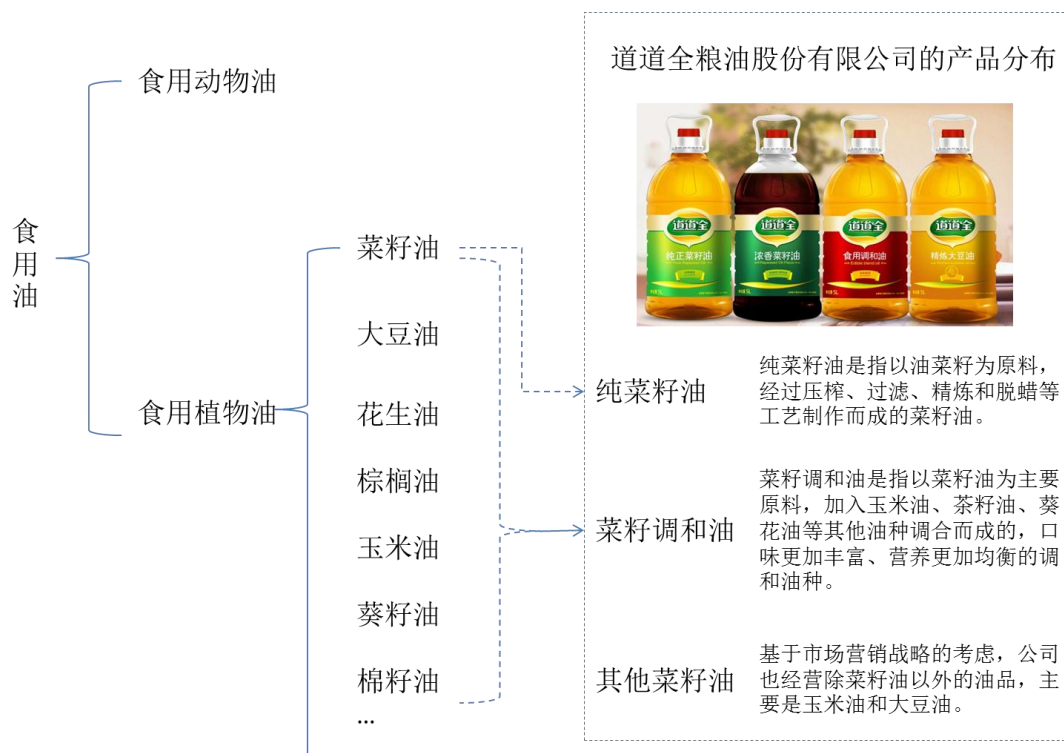 食用油
食用动物油
食用植物油
菜籽油
大豆油
花生油
棕榈油
玉米油
葵籽油
棉籽油
...
道道全粮油股份有限公司的产品分布
道道全
纯正菜籽油
道道全
浓香菜籽油
道道全
食用调和油
道道全
精炼大豆油
纯菜籽油
纯菜籽油是指以油菜籽为原料，
经过压榨、过滤、精炼和脱蜡等
工艺制作而成的菜籽油。
菜籽调和油
菜籽调和油是指以菜籽油为主要
原料，加入玉米油、茶籽油、葵
花油等其他油种调合而成的，口
味更加丰富、营养更加均衡的调
和油种。
其他菜籽油
基于市场营销战略的考虑，公司
也经营除菜籽油以外的油品，主
要是玉米油和大豆油。